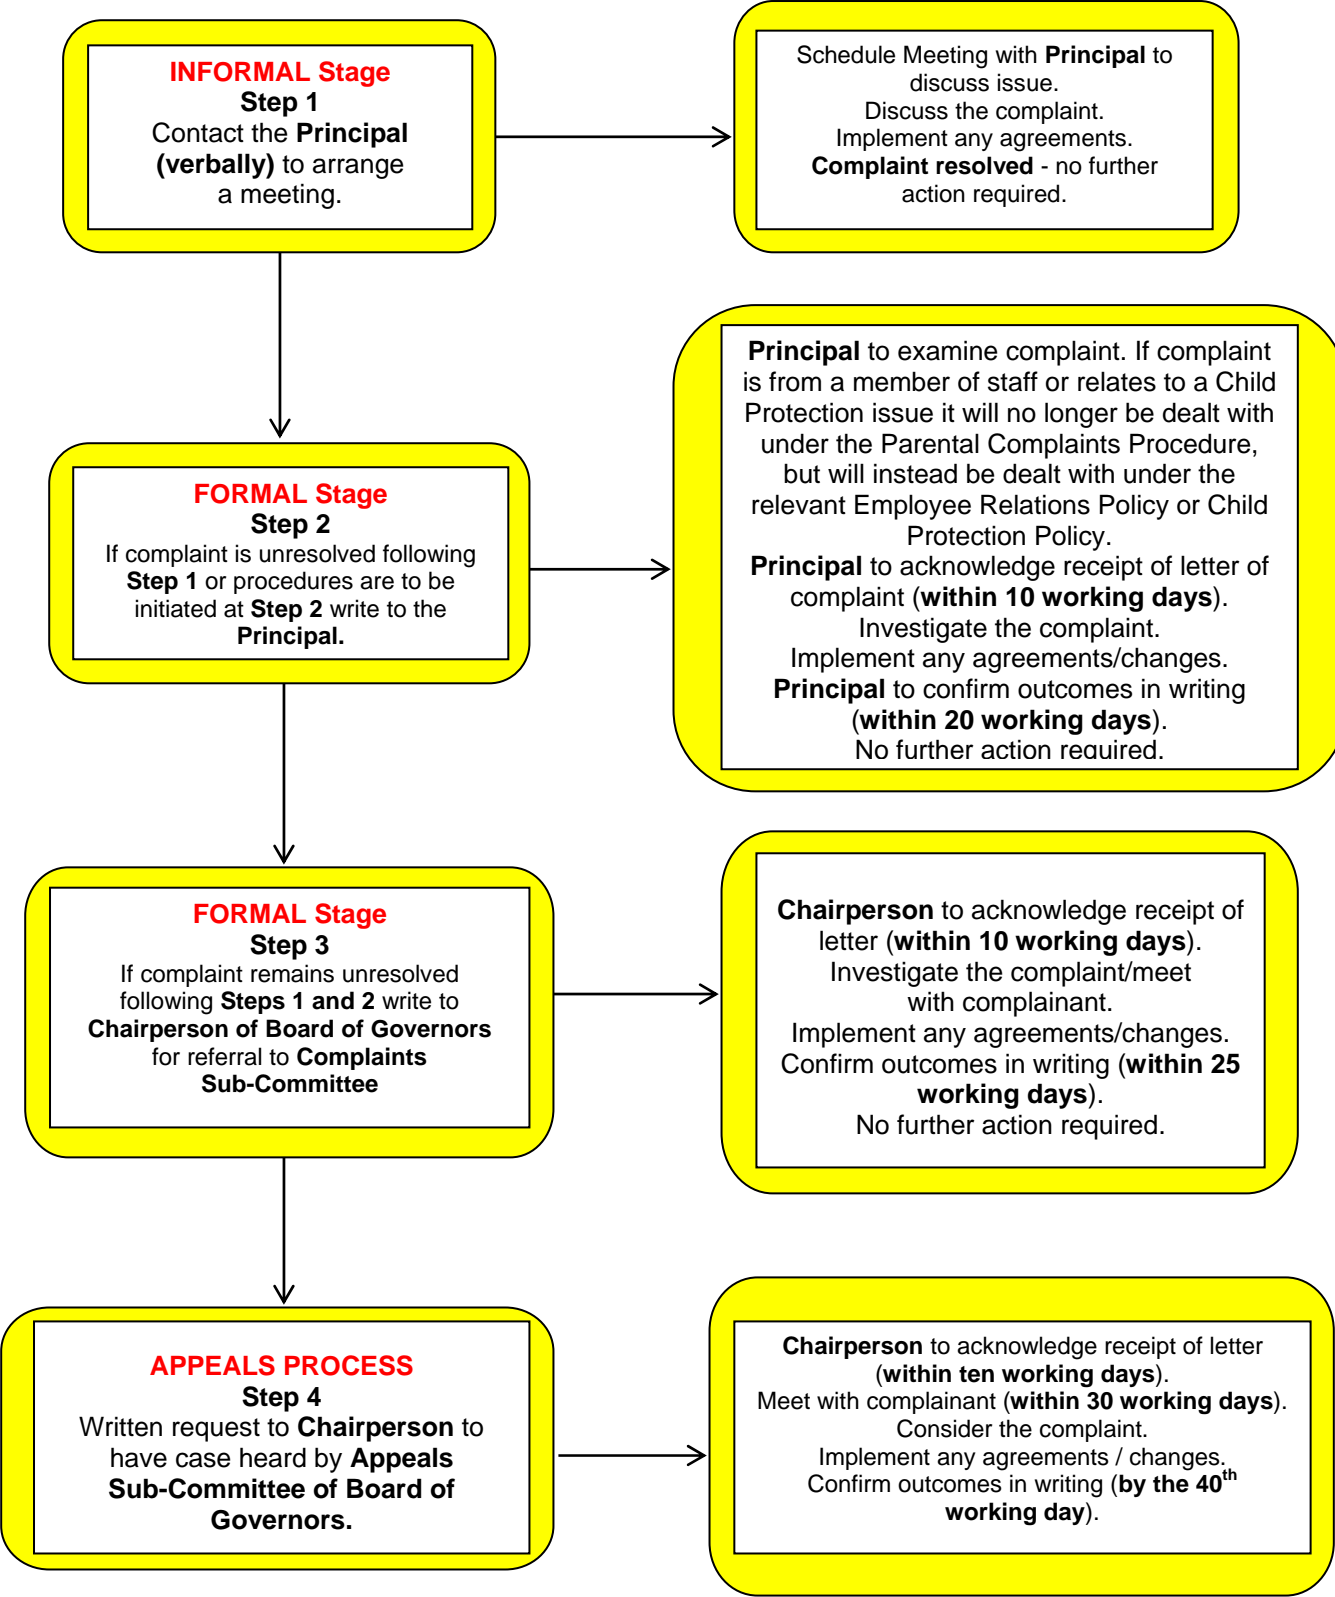 INFORMAL Stage
Step 1
Contact the Principal
(verbally) to arrange
a meeting.
Schedule Meeting with Principal to
discuss issue.
Discuss the complaint.
Implement any agreements.
Complaint resolved - no further
action required.
FORMAL Stage
Step 2
If complaint is unresolved following
Step 1 or procedures are to be
initiated at Step 2 write to the
Principal.
Principal to examine complaint. If complaint
is from a member of staff or relates to a Child
Protection issue it will no longer be dealt with
under the Parental Complaints Procedure,
but will instead be dealt with under the
relevant Employee Relations Policy or Child
Protection Policy.
Principal to acknowledge receipt of letter of
complaint (within 10 working days).
Investigate the complaint.
Implement any agreements/changes.
Principal to confirm outcomes in writing
(within 20 working days).
No further action required.
FORMAL Stage
Step 3
If complaint remains unresolved
following Steps 1 and 2 write to
Chairperson of Board of Governors
for referral to Complaints
Sub-Committee
Chairperson to acknowledge receipt of
letter (within 10 working days).
Investigate the complaint/meet
with complainant.
Implement any agreements/changes.
Confirm outcomes in writing (within 25
working days).
No further action required.
APPEALS PROCESS
Step 4
Written request to Chairperson to
have case heard by Appeals
Sub-Committee of Board of
Governors.
Chairperson to acknowledge receipt of letter
(within ten working days).
Meet with complainant (within 30 working days).
Consider the complaint.
Implement any agreements / changes.
Confirm outcomes in writing (by the 40th
working day).